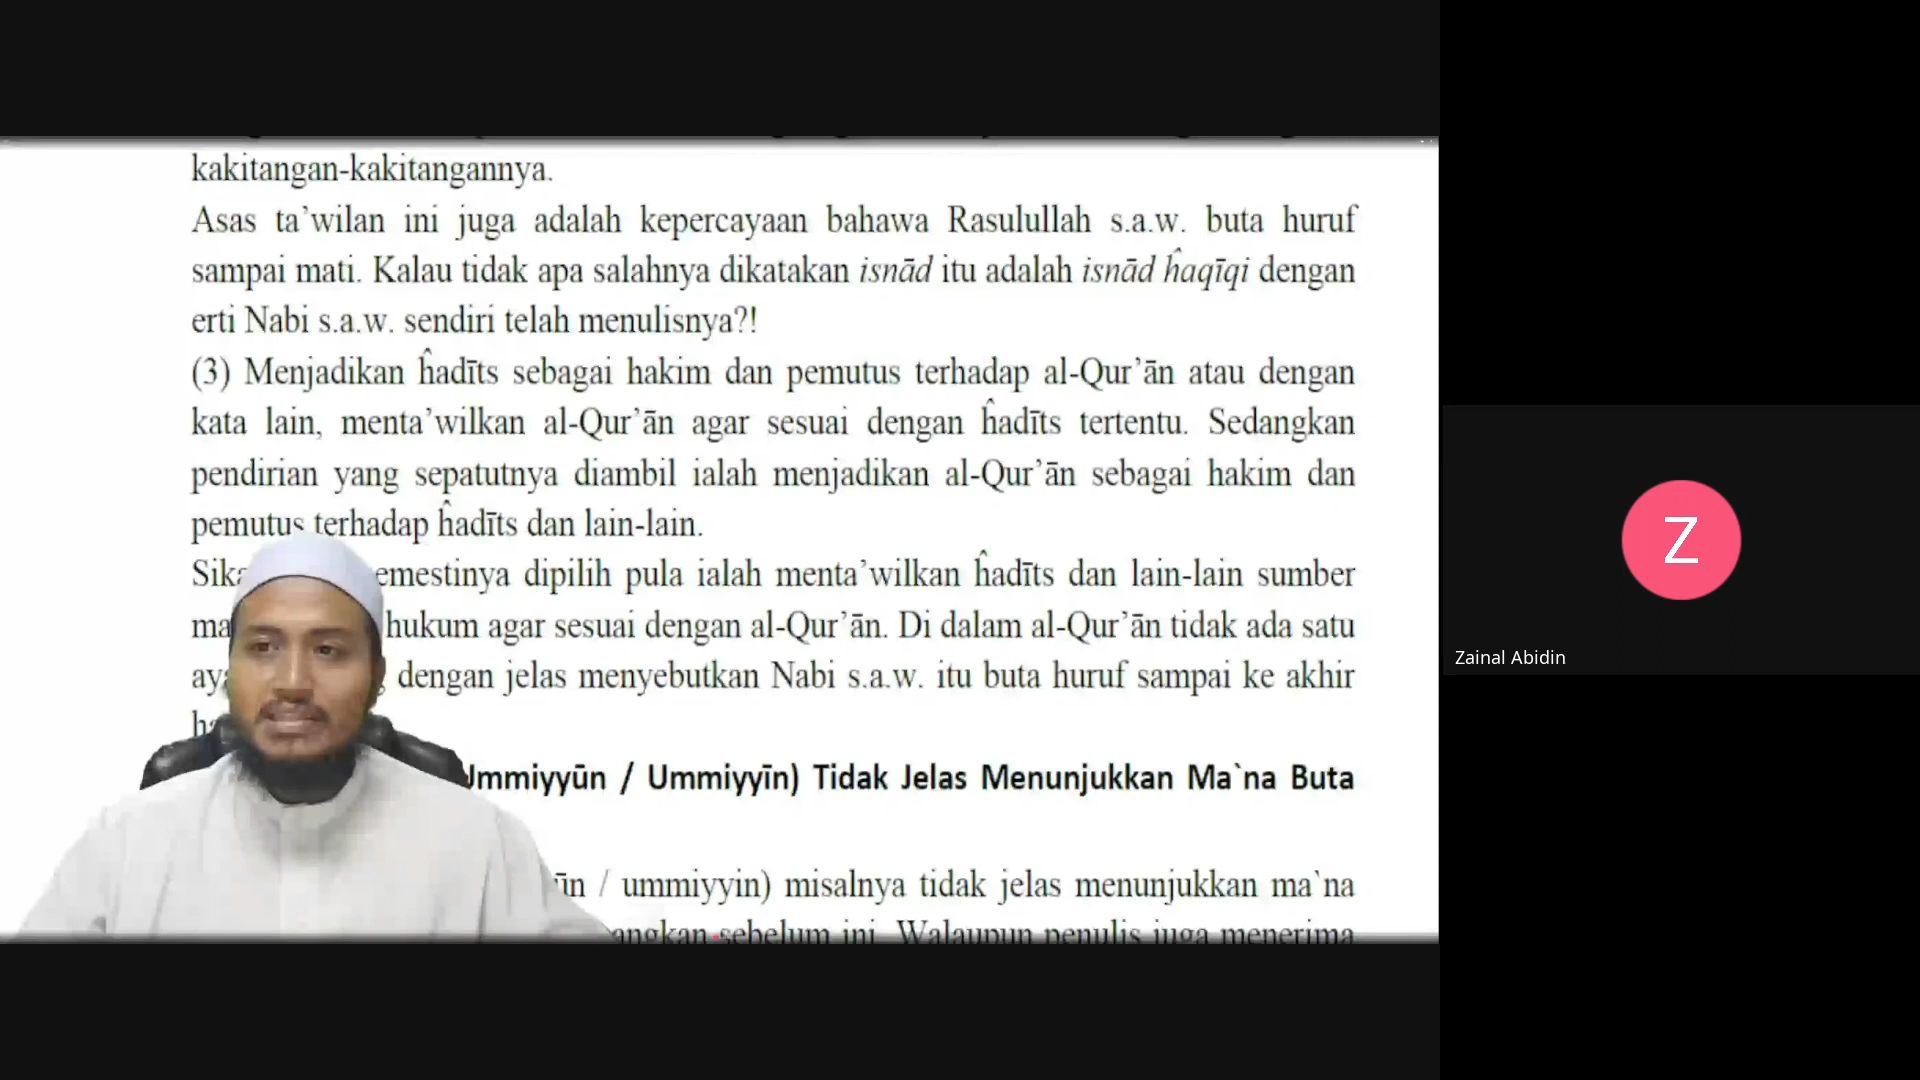 kakitangan-kakitangannya.
Asas ta’wilan ini juga adalah kepercayaan bahawa Rasulullah s.a.w. buta huruf
sampai mati. Kalau tidak apa salahnya dikatakan isnād itu adalah isnād ĥaqīqi dengan
erti Nabi s.a.w. sendiri telah menulisnya?!
(3) Menjadikan ĥadīts sebagai hakim dan pemutus terhadap al-Qur’ān atau dengan
kata lain, menta’wilkan al-Qur’ān agar sesuai dengan ĥadīts tertentu. Sedangkan
pendirian yang sepatutnya diambil ialah menjadikan al-Qur’ān sebagai hakim dan
pemutus terhadap ĥadīts dan lain-lain.
dipilih pula ialah menta’wilkan ĥadīts dan lain-lain sumber
hukum agar sesuai dengan al-Qur’ān. Di dalam al-Qur’ān tidak ada satu
dengan jelas menyebutkan Nabi s.a.w. itu buta huruf sampai ke akhir
Ummiyyūn / Ummiyyīn) Tidak Jelas Menunjukkan Ma`na Buta
/ ummiyyin) misalnya tidak jelas menunjukkan ma`na
sebelum ini. Walaupun penulis juga menerima
Z
Zainal Abidin